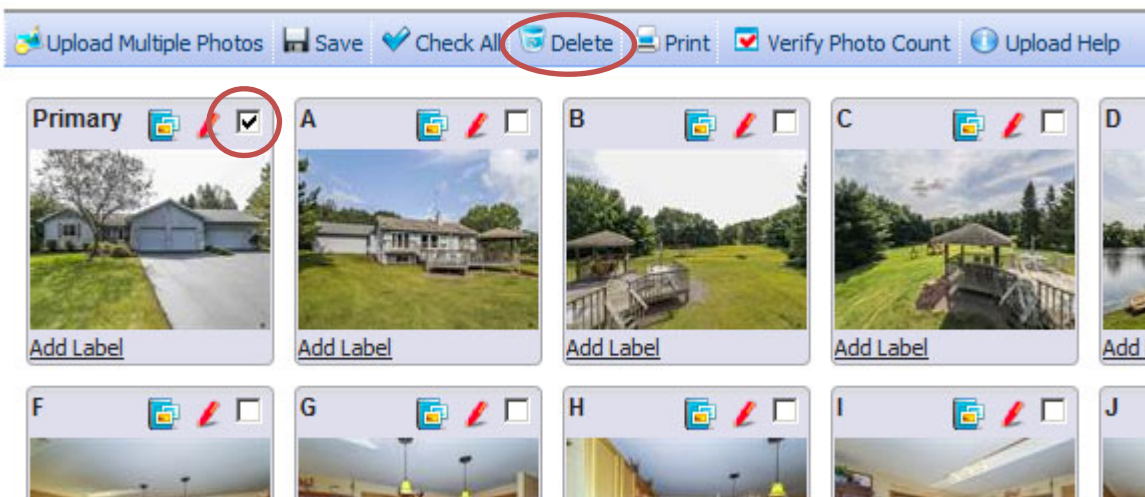 Upload Multiple Photos Save Check All Delete Print Verify Photo Count Upload Help
Primary A B C D
Add Label Add Label Add Label Add Label Add
F G H I J